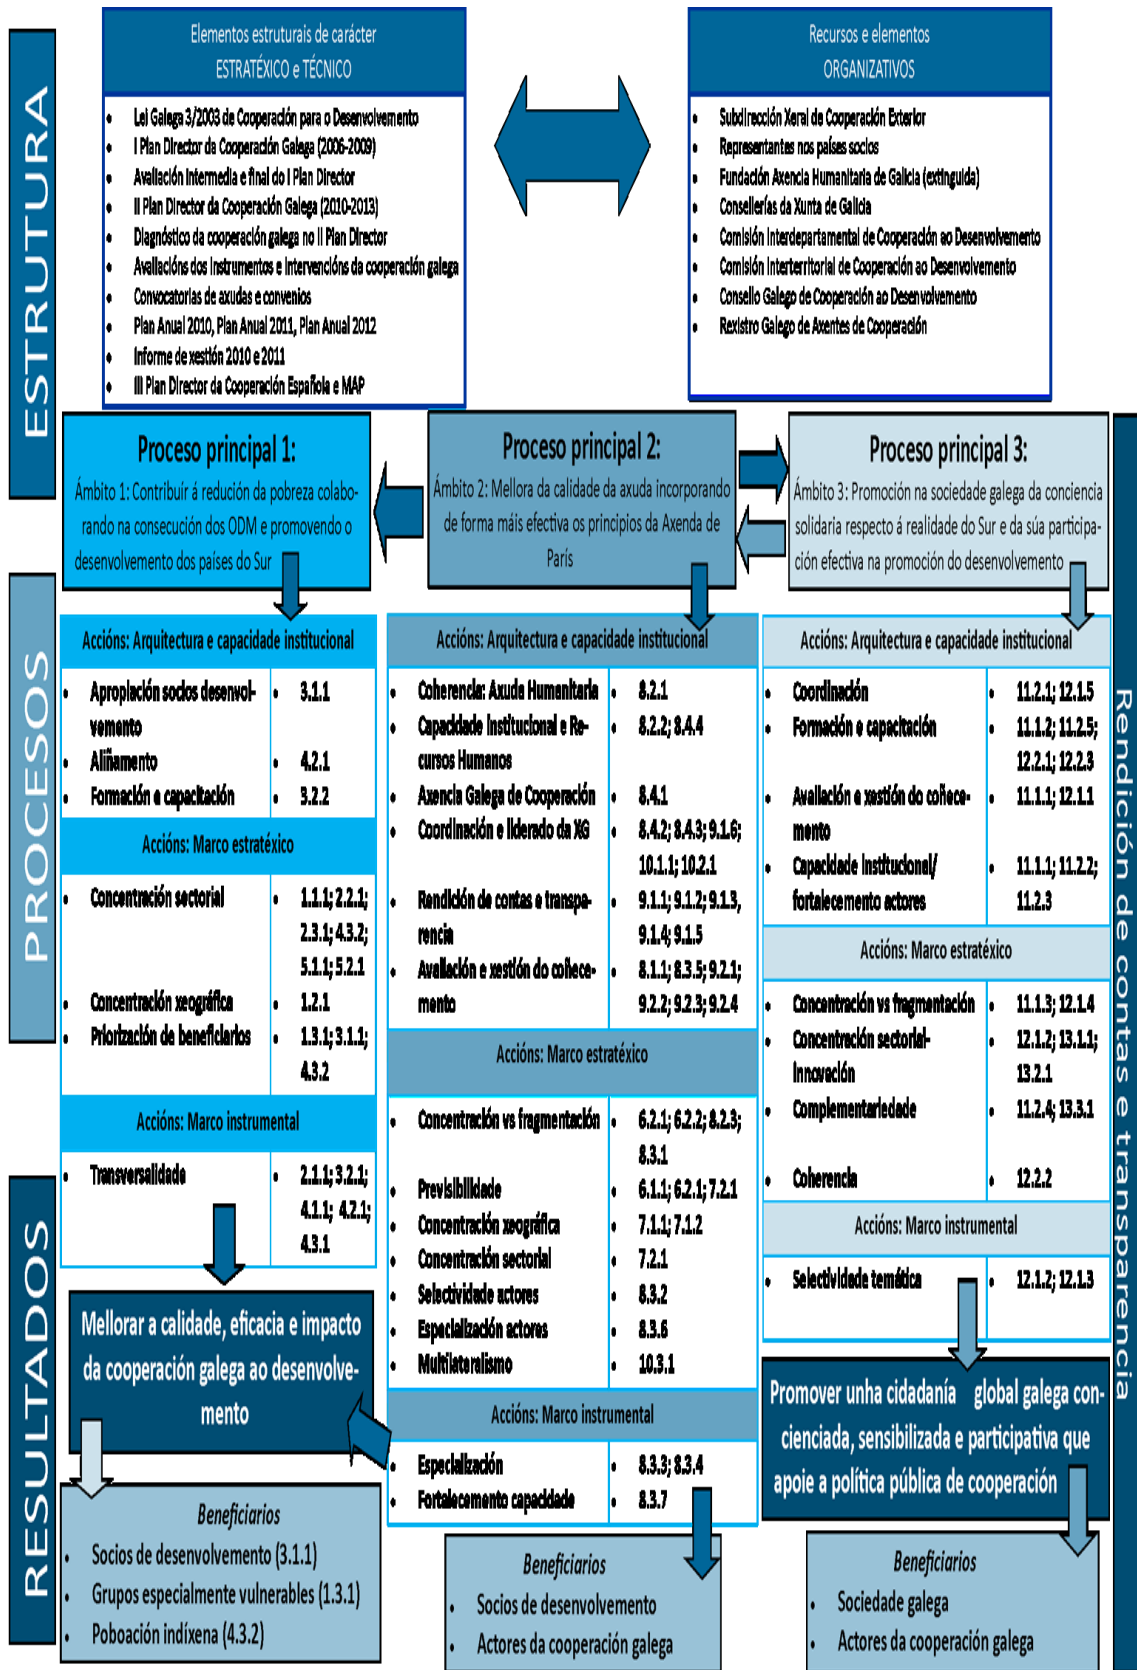 ESTRUTURA
Elementos estruturais de carácter
ESTRATÉXICO e TÉCNICO
Lei Galega 3/2003 de Cooperación para o Desenvolvemento
I Plan Director da Cooperación Galega (2006-2009)
Avaliación intermedia e final do I Plan Director
II Plan Director da Cooperación Galega (2010-2013)
Diagnóstico da cooperación galega no II Plan Director
Avaliacións dos instrumentos e intervencións da cooperación galega
Convocatorias de axudas e convenios
Plan Anual 2010, Plan Anual 2011, Plan Anual 2012
Informe de xestión 2010 e 2011
III Plan Director da Cooperación Española e MAP
Recursos e elementos
ORGANIZATIVOS
Subdirección Xeral de Cooperación Exterior
Representantes nos países socios
Fundación Axencia Humanitaria de Galicia (extinguida)
Consellerías da Xunta de Galicia
Comisión Interdepartamental de Cooperación ao Desenvolvemento
Comisión Interterritorial de Cooperación ao Desenvolvemento
Consello Galego de Cooperación ao Desenvolvemento
Rexistro Galego de Axentes de Cooperación
PROCESOS
Proceso principal 1:
Ámbito 1: Contribuír á redución da pobreza colabo-
rando na consecución dos ODM e promovendo o
desenvolvemento dos países do Sur
Accións: Arquitectura e capacidade institucional
Apropiación socios desenvol-
vemento
3.1.1
Aliñamento
4.2.1
Formación e capacitación
3.2.2
Accións: Marco estratéxico
Concentración sectorial
1.1.1; 2.2.1;
2.3.1; 4.3.2;
5.1.1; 5.2.1
Concentración xeográfica
1.2.1
Priorización de beneficiarios
1.3.1; 3.1.1;
4.3.2
Accións: Marco instrumental
Transversalidade
2.1.1; 3.2.1;
4.1.1; 4.2.1;
4.3.1
Proceso principal 2:
Ámbito 2: Mellora da calidade da axuda incorporando
de forma máis efectiva os principios da Axenda de
París
Accións: Arquitectura e capacidade institucional
Coherencia: Axuda Humanitaria
8.2.1
Capacidade institucional e Re-
cursos Humanos
8.2.2; 8.4.4
Axencia Galega de Cooperación
8.4.1
Coordinación e liderado da XG
8.4.2; 8.4.3; 9.1.6;
10.1.1; 10.2.1
Rendición de contas e transpa-
rencia
9.1.1; 9.1.2; 9.1.3,
9.1.4; 9.1.5
Avaliación e xestión do coñece-
mento
8.1.1; 8.3.5; 9.2.1;
9.2.2; 9.2.3; 9.2.4
Accións: Marco estratéxico
Concentración vs fragmentación
6.2.1; 6.2.2; 8.2.3;
8.3.1
Previsibilidade
6.1.1; 6.2.1; 7.2.1
Concentración xeográfica
7.1.1; 7.1.2
Concentración sectorial
7.2.1
Selectividade actores
8.3.2
Especialización actores
8.3.6
Multilateralismo
10.3.1
Accións: Marco instrumental
Especialización
8.3.3; 8.3.4
Fortalecemento capacidade
8.3.7
Proceso principal 3:
Ámbito 3: Promoción na sociedade galega da conciencia
solidaria respecto á realidade do Sur e da súa participa-
ción efectiva na promoción do desenvolvemento
Accións: Arquitectura e capacidade institucional
Coordinación
11.2.1; 12.1.5
Formación e capacitación
11.1.2; 11.2.5;
12.2.1; 12.2.3
Avaliación e xestión do coñece-
mento
11.1.1; 12.1.1
Capacidade institucional/
fortalecemento actores
11.1.1; 11.2.2;
11.2.3
Accións: Marco estratéxico
Concentración vs fragmentación
11.1.3; 12.1.4
Concentración sectorial-
innovación
12.1.2; 13.1.1;
13.2.1
Complementariedade
11.2.4; 13.3.1
Coherencia
12.2.2
Accións: Marco instrumental
Selectividade temática
12.1.2; 12.1.3
RESULTADOS
Mellorar a calidade, eficacia e impacto
da cooperación galega ao desenvolve-
mento
Beneficiarios
Socios de desenvolvemento (3.1.1)
Grupos especialmente vulnerables (1.3.1)
Poboación indíxena (4.3.2)
Beneficiarios
Socios de desenvolvemento
Actores da cooperación galega
Promover unha cidadanía global galega con-
cienciada, sensibilizada e participativa que
apoie a política pública de cooperación
Beneficiarios
Sociedade galega
Actores da cooperación galega
Rendición de contas e transparencia